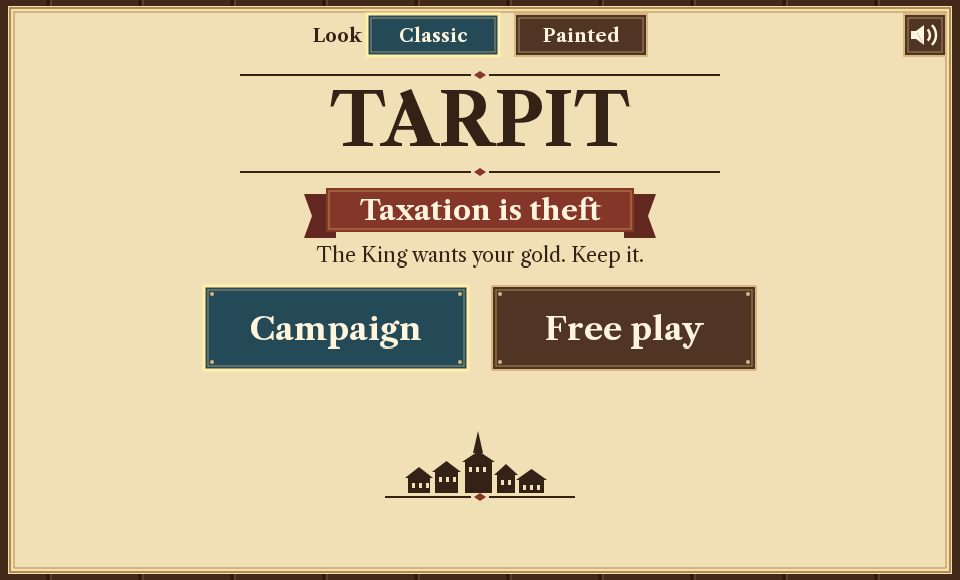 Look Classic Painted
TARPIT
Taxation is theft
The King wants your gold. Keep it.
Campaign Free play